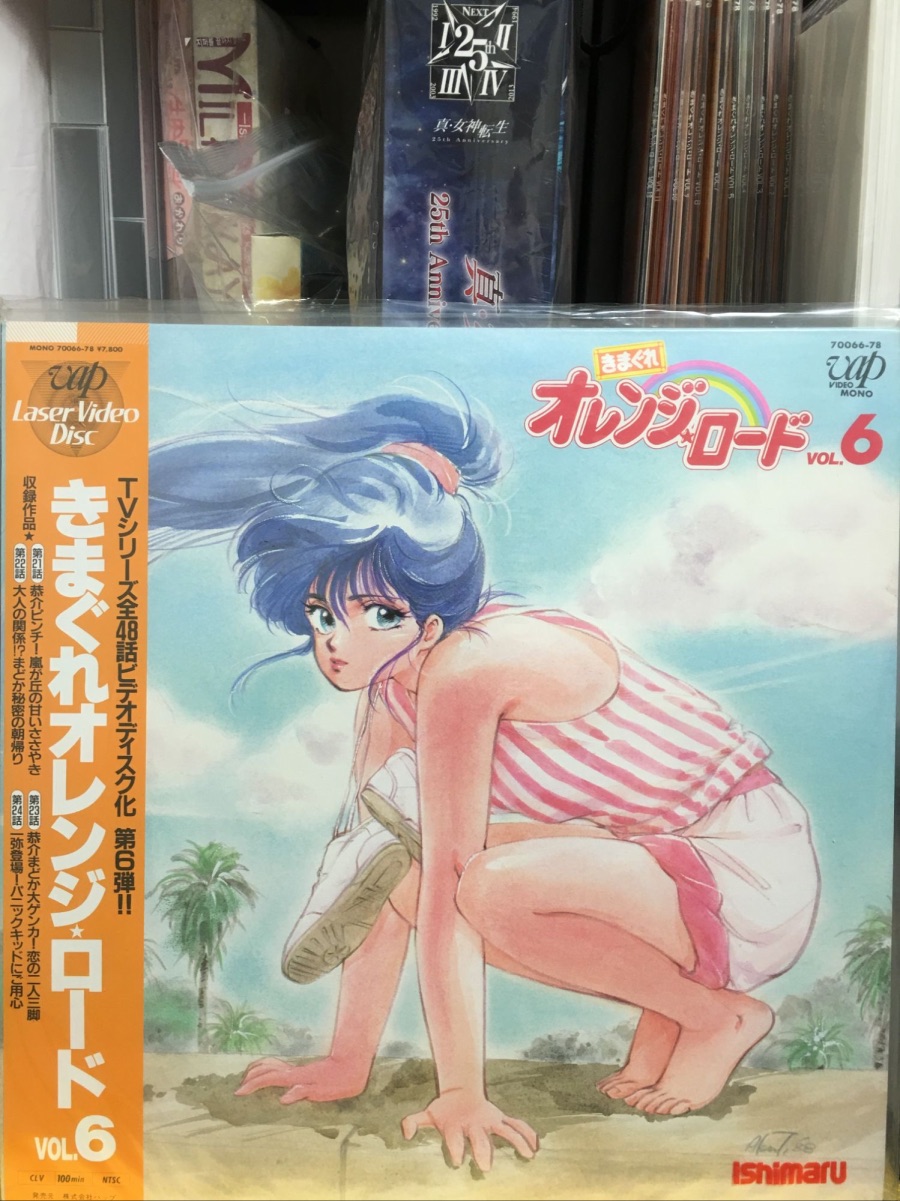 NEXT
1992
1995
I
II
25th
III
IV
2003
2013
真・女神転生
25th Anniversary
25th Anniv
真
MONO 70066-78 ¥7,800
vap
Laser Video
Disc
TVシリーズ全48話ビデオディスク化 第6弾!!
きまぐれオレンジ☆ロード
VOL.6
収録作品★
第21話 恭介ピンチ! 嵐が丘の甘いささやき
第22話 大人の関係!?まどか秘密の朝帰り
第23話 恭介まどか大ゲンカ! 恋の二人三脚
第24話 一弥登場!パニックキッドにご用心
CLV 100min NTSC
発売元 株式会社バップ
きまぐれ
オレンジ☆ロード
VOL.6
70066-78
vap
VIDEO
MONO
Ishimaru